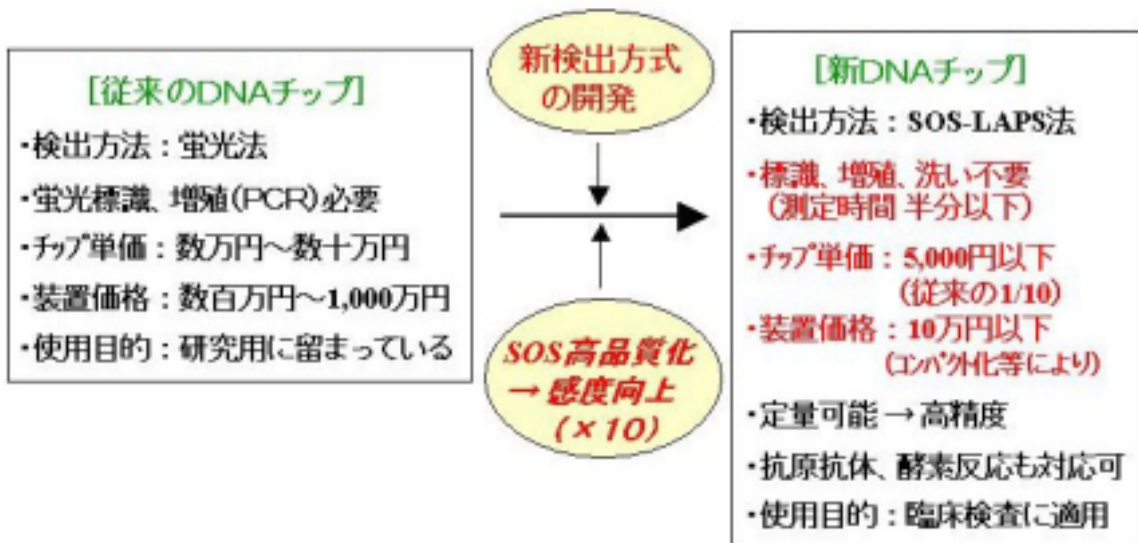 [従来のDNAチップ]
・検出方法：蛍光法
・蛍光標識、増殖(PCR)必要
・チップ単価：数万円～数十万円
・装置価格：数百万円～1,000万円
・使用目的：研究用に留まっている
新検出方式
の開発
SOS高品質化
→ 感度向上
(×10)
[新DNAチップ]
・検出方法：SOS-LAPS法
・標識、増殖、洗い不要
(測定時間 半分以下)
・チップ単価：5,000円以下
(従来の1/10)
・装置価格：10万円以下
(コンパクト化等により)
・定量可能 → 高精度
・抗原抗体、酵素反応も対応可
・使用目的：臨床検査に適用